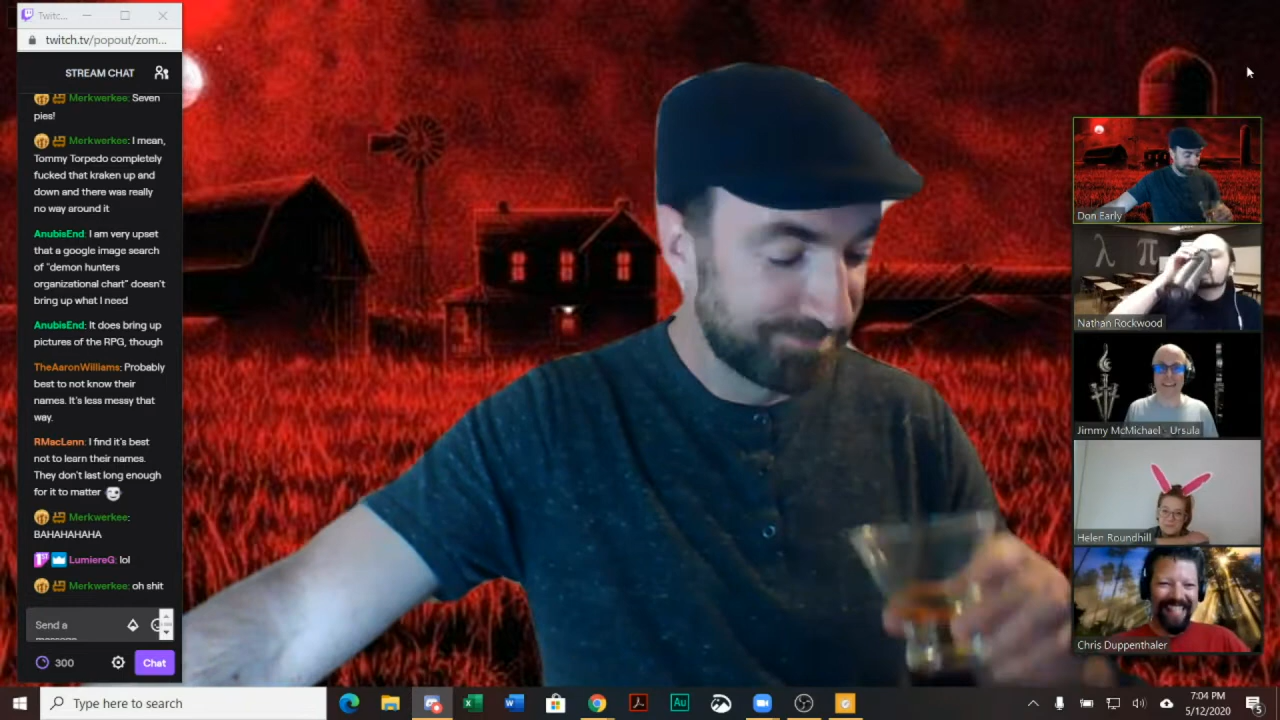 Twitc...
twitch.tv/popout/zom...
STREAM CHAT
Merkwerkee: Seven
pies!
Merkwerkee: I mean,
Tommy Torpedo completely
fucked that kraken up and
down and there was really
no way around it
AnubisEnd: I am very upset
that a google image search
of "demon hunters
organizational chart" doesn't
bring up what I need
AnubisEnd: It does bring up
pictures of the RPG, though
TheAaronWilliams: Probably
best to not know their
names. It's less messy that
way.
RMacLenn: I find it's best
not to learn their names.
They don't last long enough
for it to matter
Merkwerkee:
BAHAHAHAHA
LumiereG: lol
Merkwerkee: oh shit
Send a
300
Chat
Don Early
λ π
Nathan Rockwood
Jimmy McMichael - Ursula
Helen Roundhill
Chris Duppenthaler
Type here to search
Au
7:04 PM
5/12/2020
5